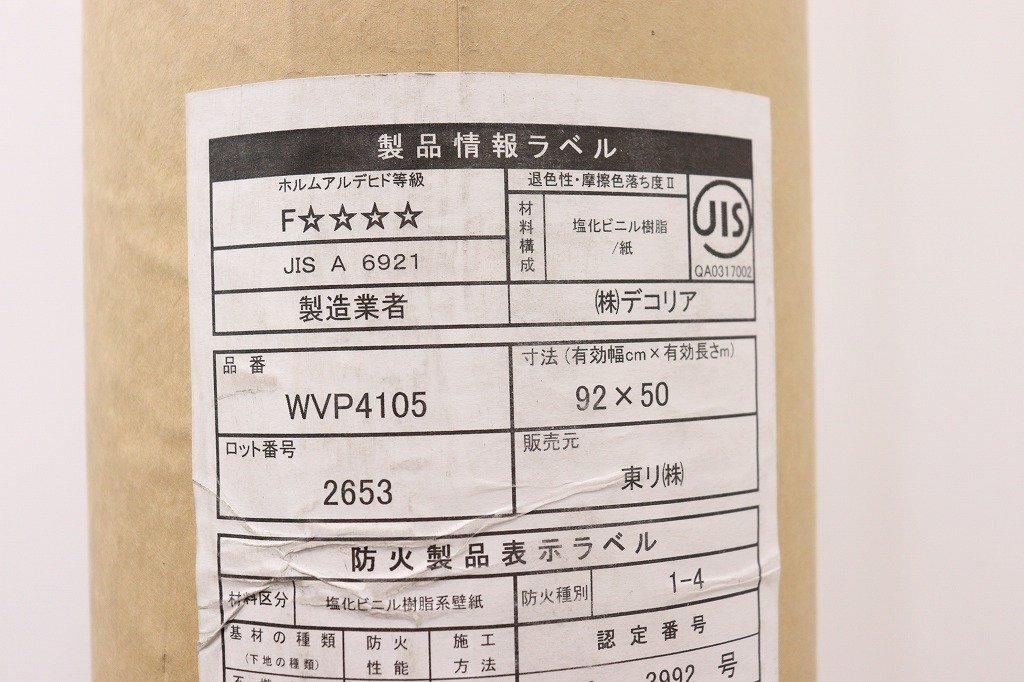 製品情報ラベル
ホルムアルデヒド等級
F☆☆☆☆
JIS A 6921
退色性・摩擦色落ち度Ⅱ
材料構成
塩化ビニル樹脂
/紙
JIS
QA0317002
製造業者
㈱デコリア
品番
WVP4105
寸法(有効幅cm×有効長さm)
92×50
ロット番号
2653
販売元
東リ㈱
防火製品表示ラベル
材料区分
塩化ビニル樹脂系壁紙
防火種別
1-4
基材の種類
(下地の種類)
防火
性能
施工
方法
認定番号
3992 号